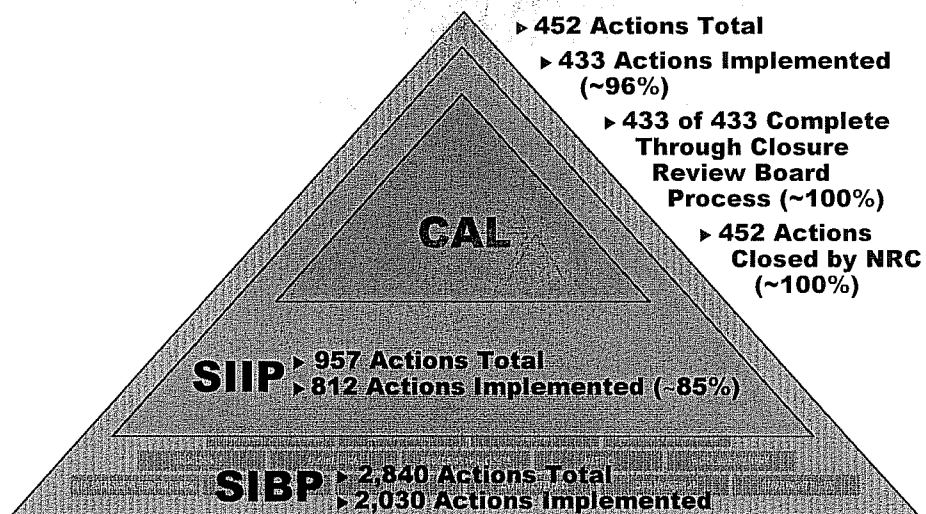 ▸ 452 Actions Total
▸ 433 Actions Implemented
(~96%)
▸ 433 of 433 Complete
Through Closure
Review Board
Process (~100%)
CAL
▸ 452 Actions
Closed by NRC
(~100%)
SIIP
▸ 957 Actions Total
▸ 812 Actions Implemented (~85%)
SIBP
▸ 2,840 Actions Total
▸ 2,030 Actions Implemented